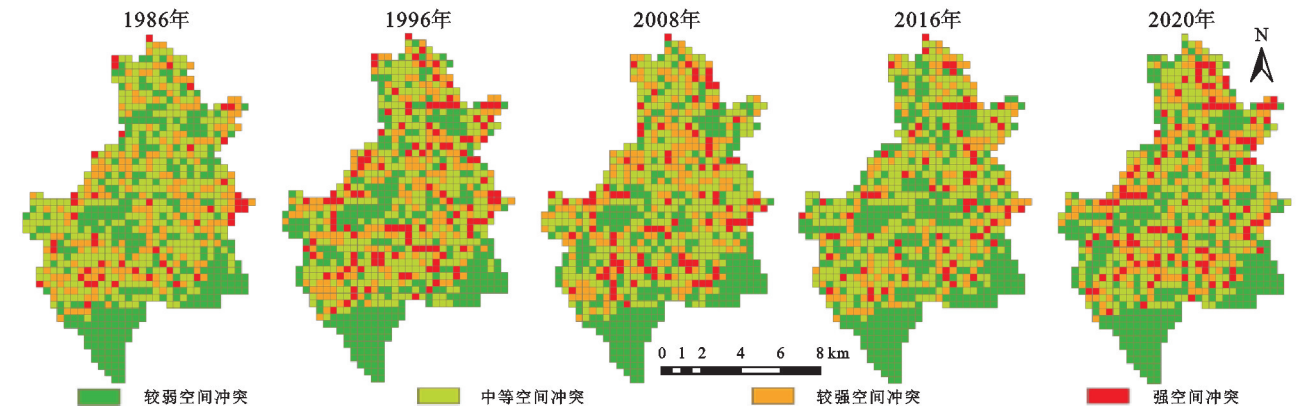 1986年
1996年
2008年
2016年
2020年
N
0 1 2 4 6 8 km
较弱空间冲突
中等空间冲突
较强空间冲突
强空间冲突